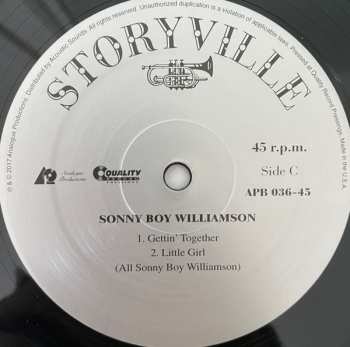 ℗ & © 2017 Analogue Productions. Distributed by Acoustic Sounds. All rights reserved. Unauthorized duplication is a violation of applicable laws. Pressed at Quality Record Pressings. Made in the U.S.A.
STORYVILLE
Analogue Productions
QUALITY
RECORD
PRESSINGS
45 r.p.m.
Side C
APB 036-45
SONNY BOY WILLIAMSON
1. Gettin' Together
2. Little Girl
(All Sonny Boy Williamson)